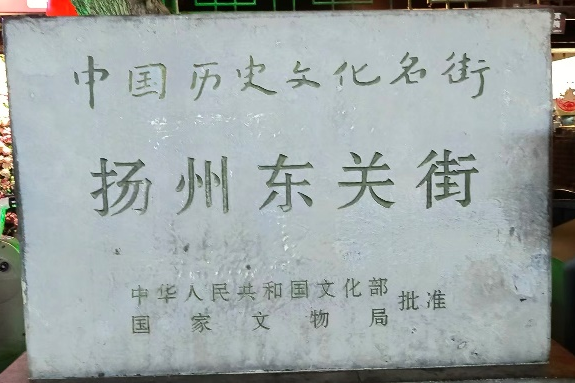 中国历史文化名街
扬州东关街
中华人民共和国文化部
国家文物局
批准